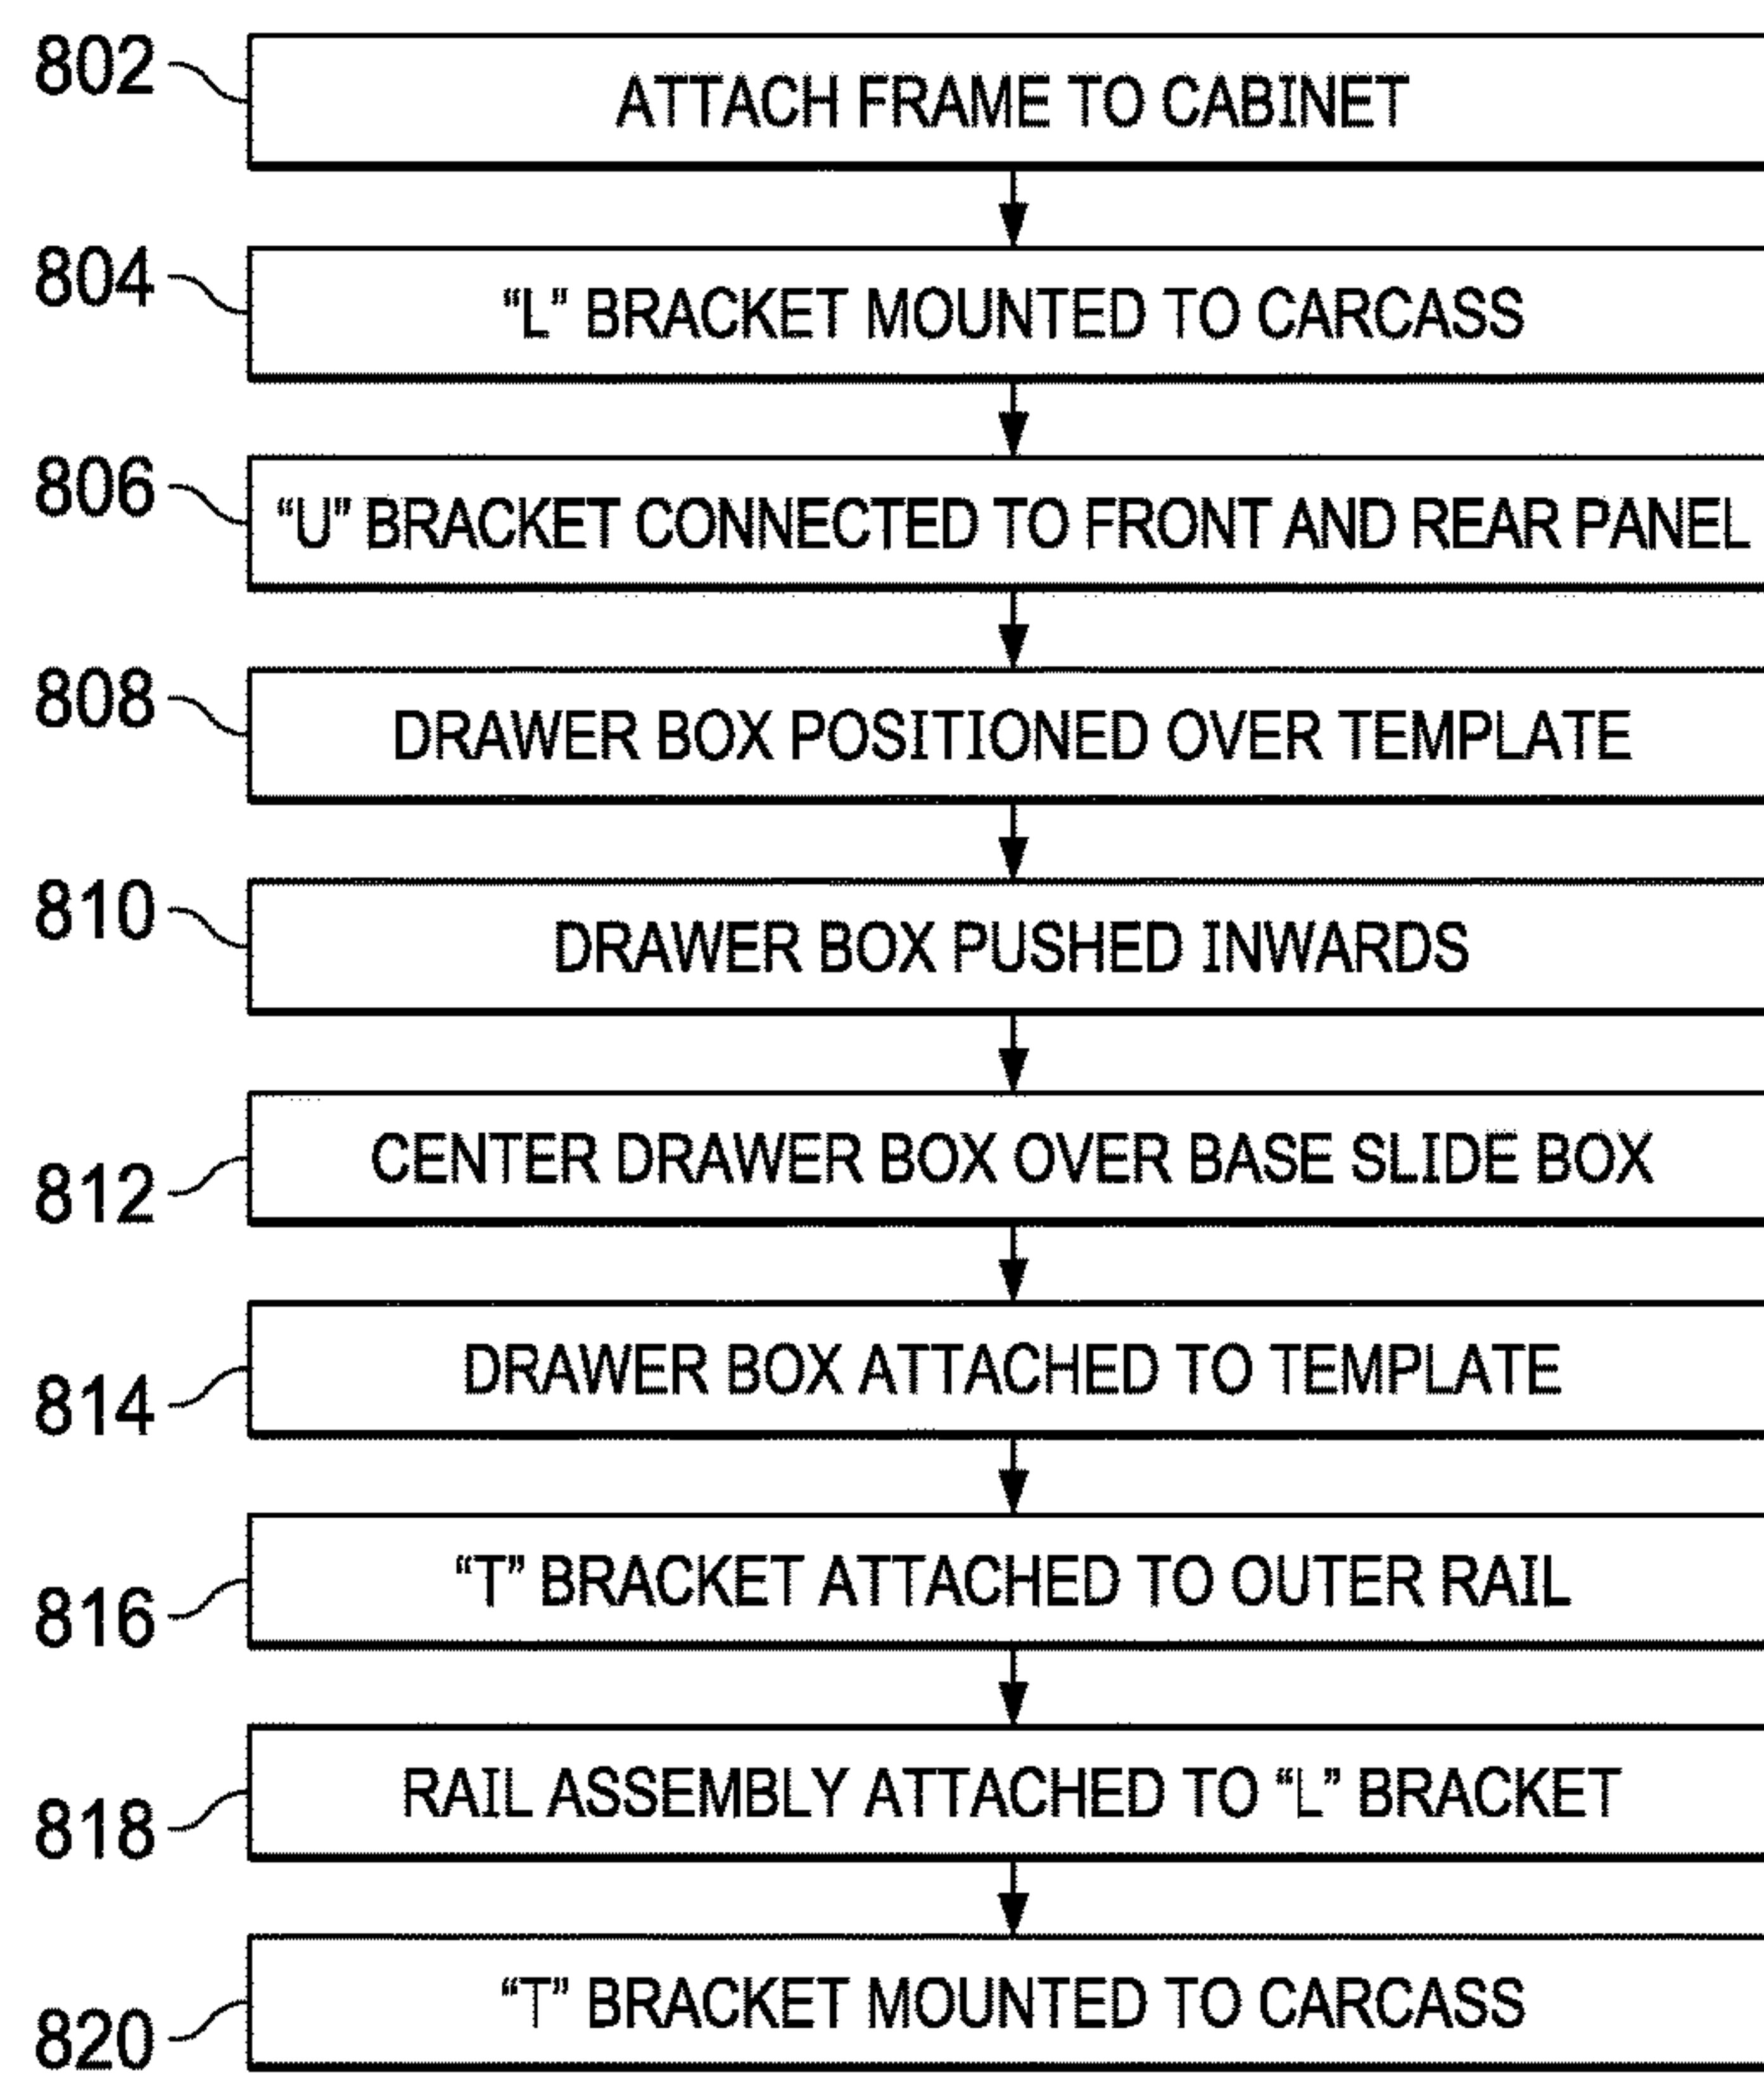 802 ATTACH FRAME TO CABINET
804 “L” BRACKET MOUNTED TO CARCASS
806 “U” BRACKET CONNECTED TO FRONT AND REAR PANEL
808 DRAWER BOX POSITIONED OVER TEMPLATE
810 DRAWER BOX PUSHED INWARDS
812 CENTER DRAWER BOX OVER BASE SLIDE BOX
814 DRAWER BOX ATTACHED TO TEMPLATE
816 “T” BRACKET ATTACHED TO OUTER RAIL
818 RAIL ASSEMBLY ATTACHED TO “L” BRACKET
820 “T” BRACKET MOUNTED TO CARCASS